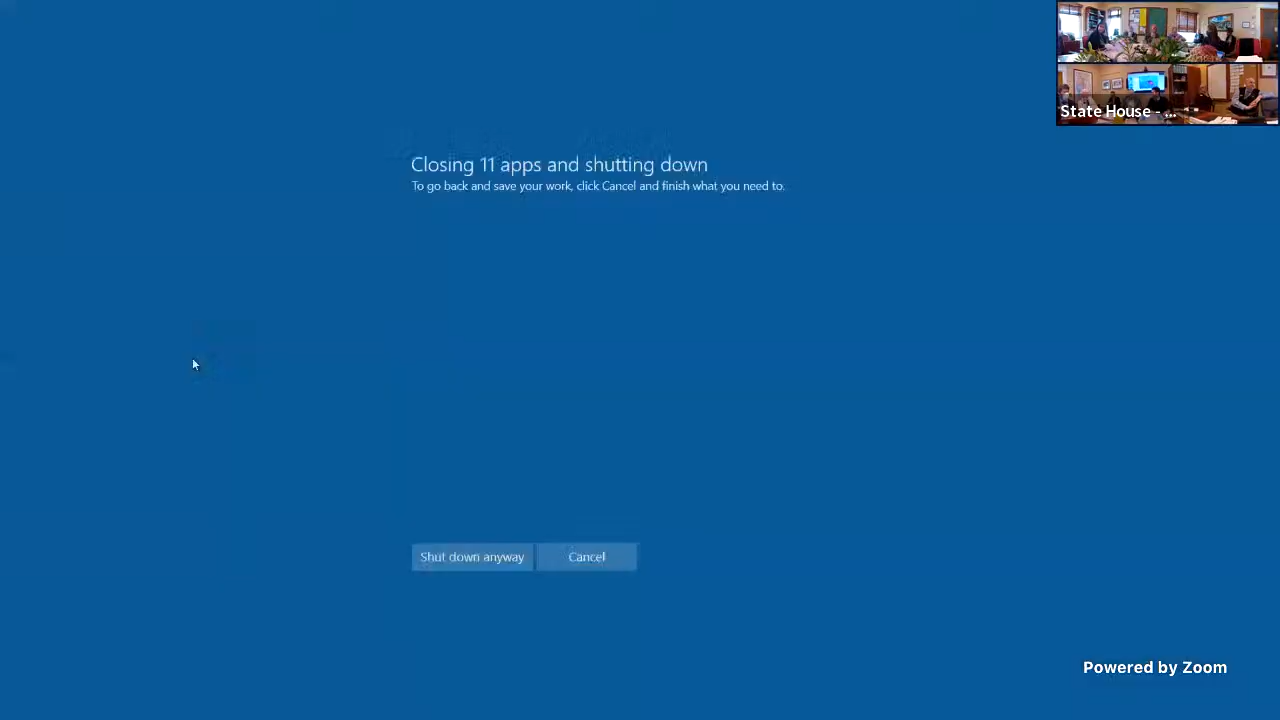 State House - ...
Closing 11 apps and shutting down
To go back and save your work, click Cancel and finish what you need to.
Shut down anyway
Cancel
Powered by Zoom